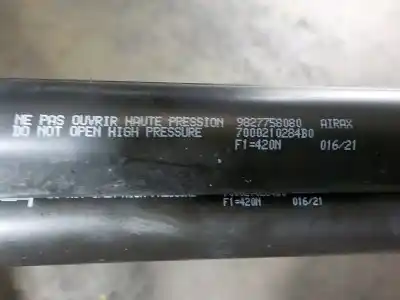 NE PAS OUVRIR HAUTE PRESSION 9827758080 AIRAX
DO NOT OPEN HIGH PRESSURE 7000210284B0
F1=420N 016/21
F1=420N 016/21